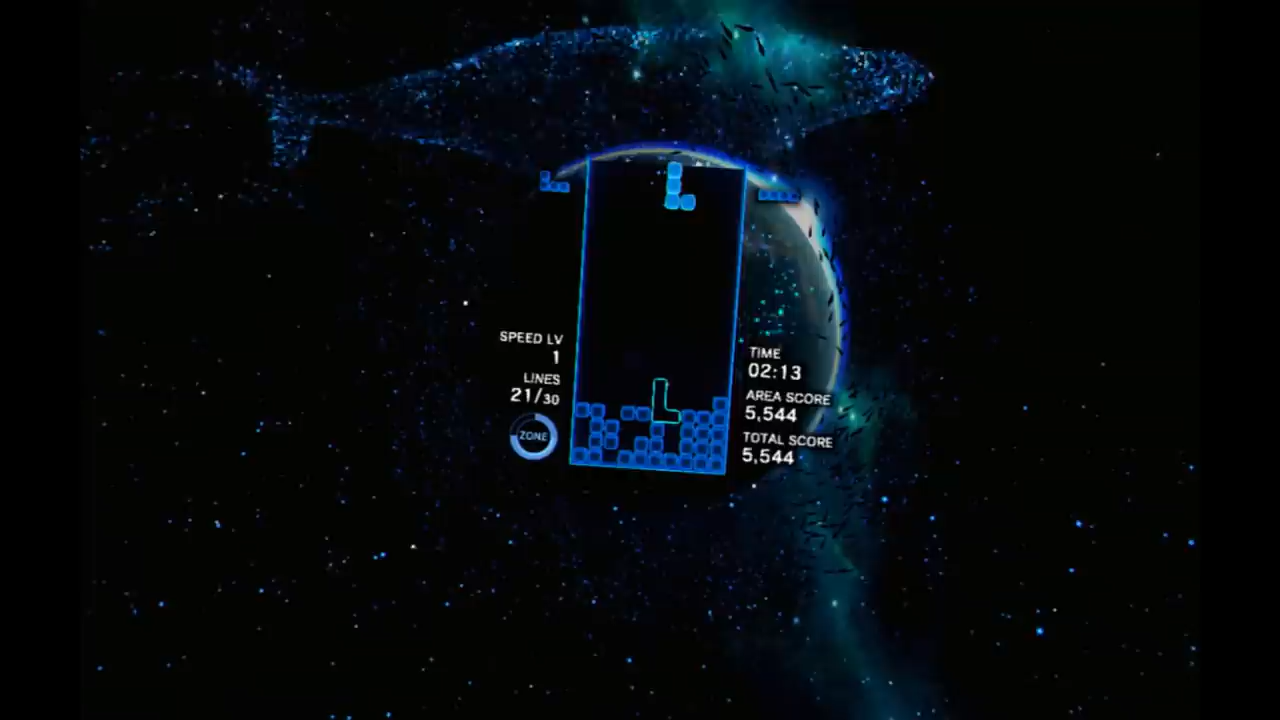 SPEED LV
1
LINES
21/30
ZONE
TIME
02:13
AREA SCORE
5,544
TOTAL SCORE
5,544